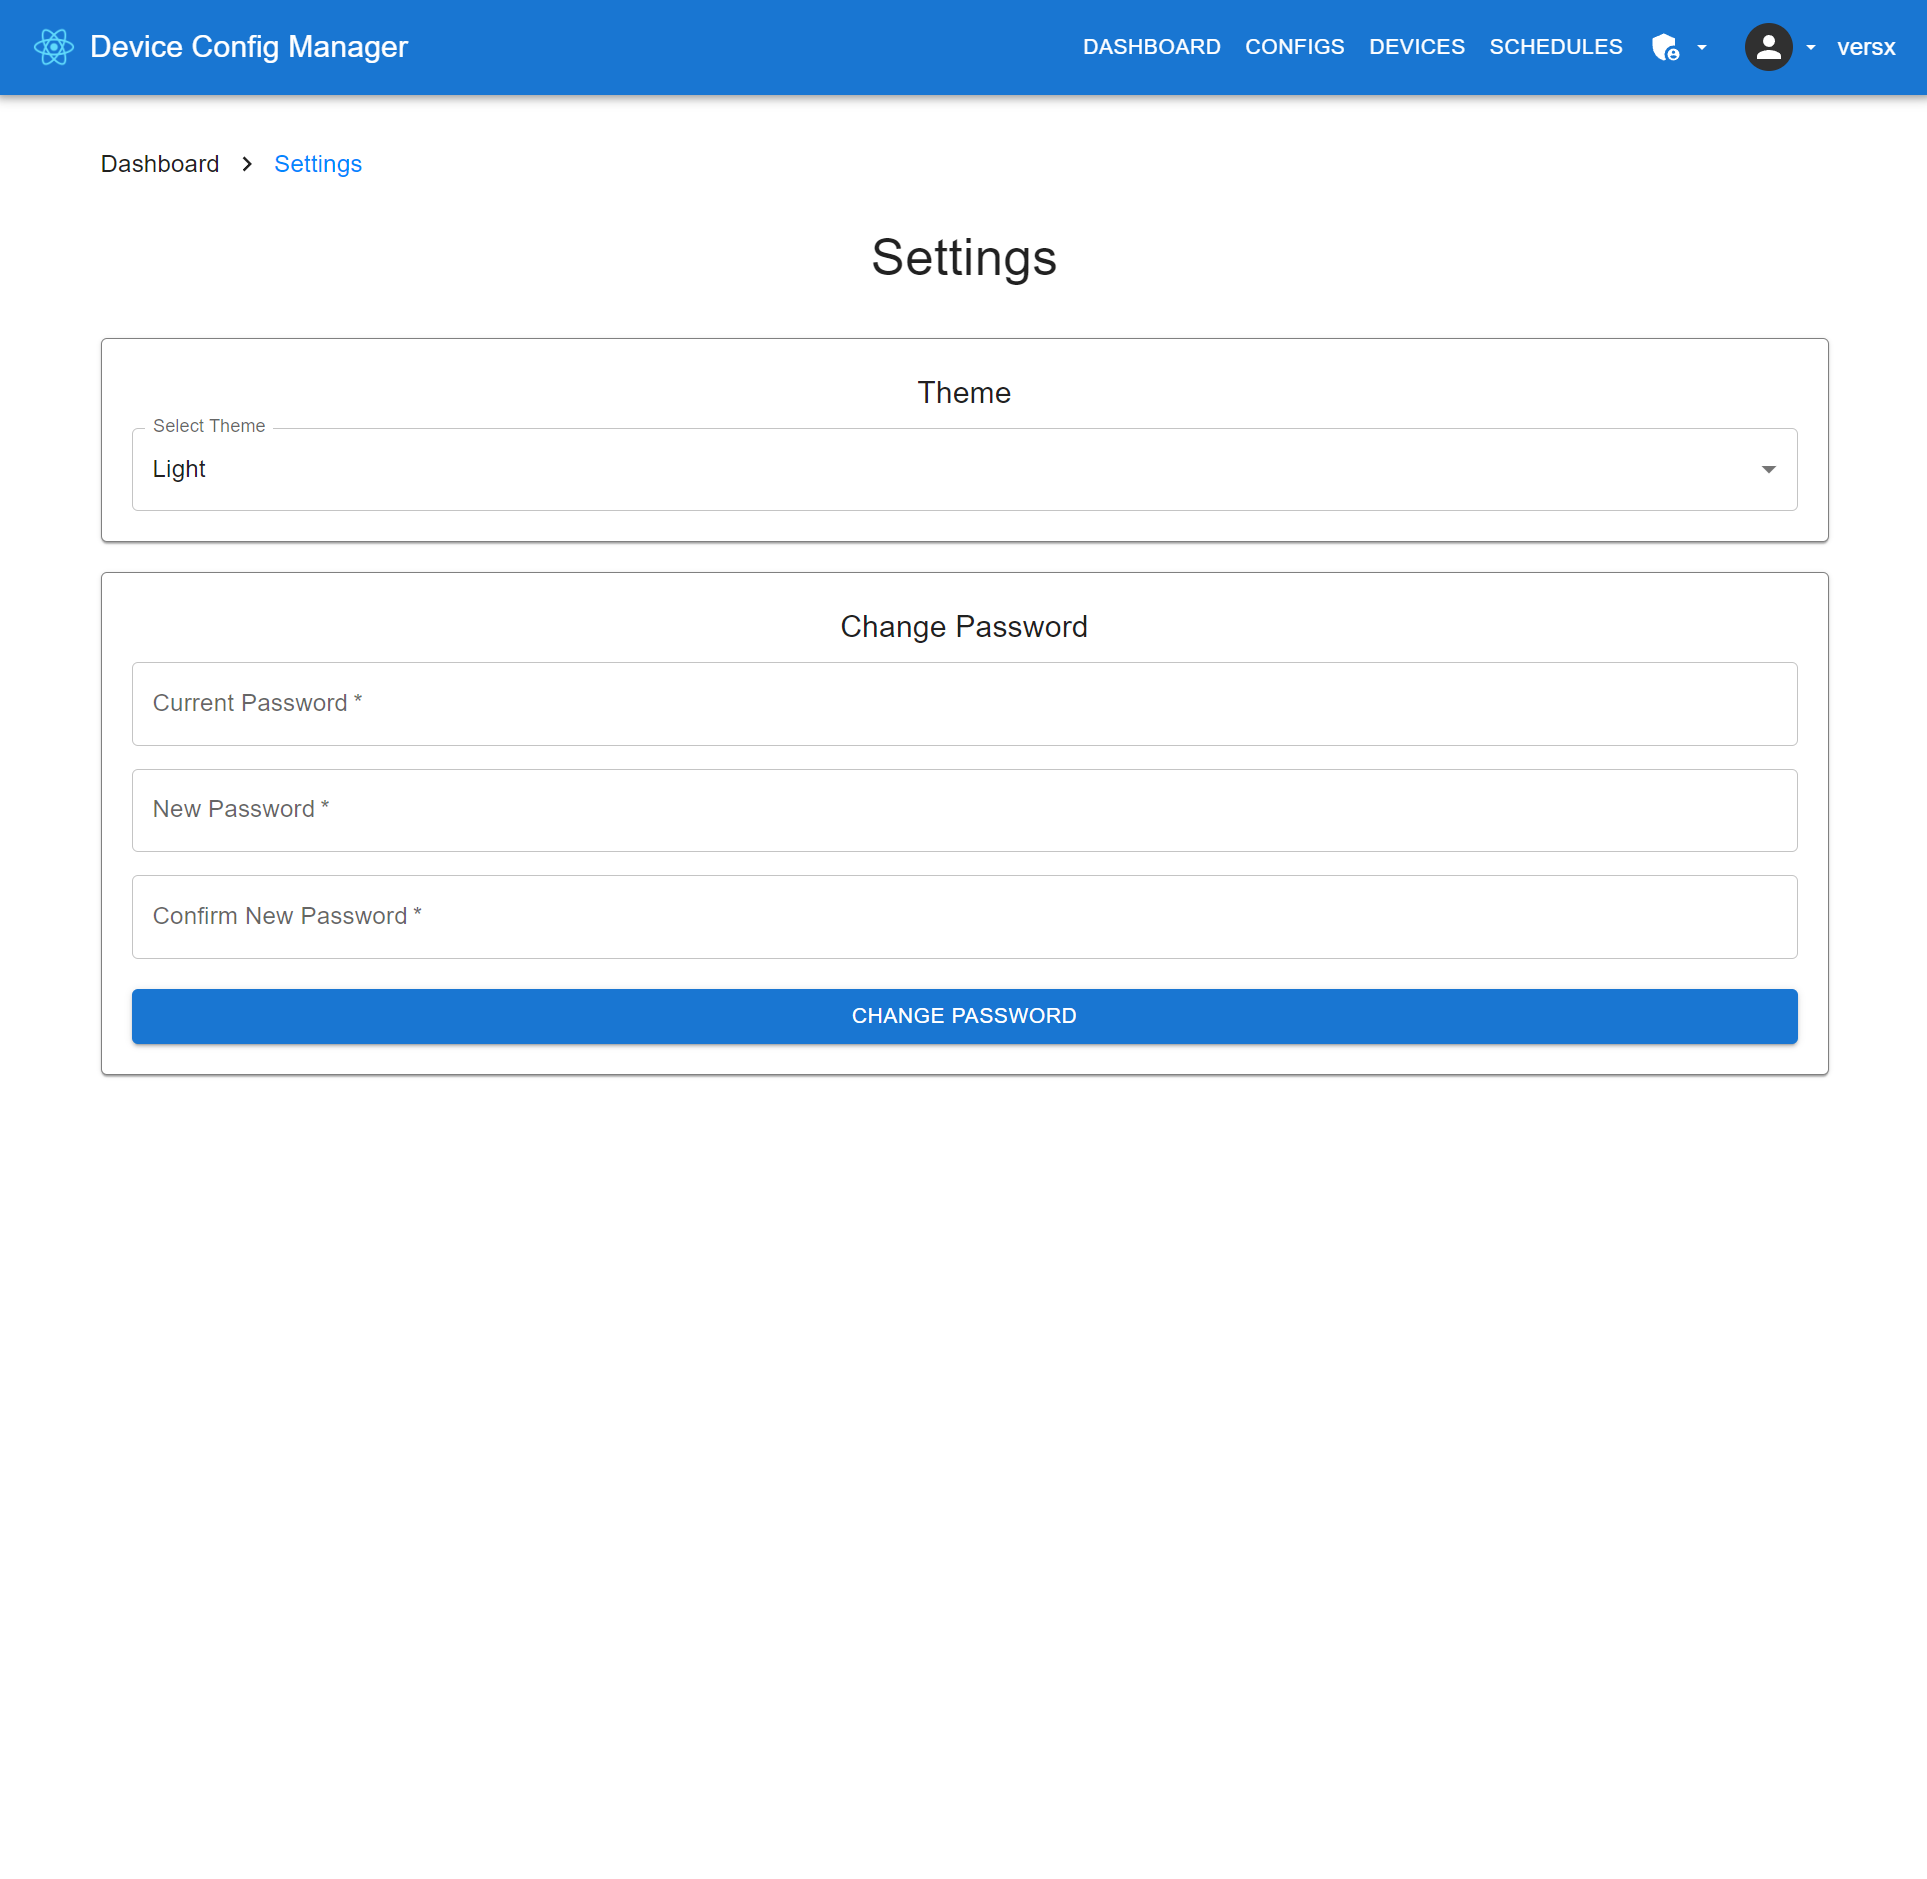 Device Config Manager
DASHBOARD CONFIGS DEVICES SCHEDULES versx
Dashboard Settings
Settings
Theme
Select Theme
Light
Change Password
Current Password *
New Password *
Confirm New Password *
CHANGE PASSWORD